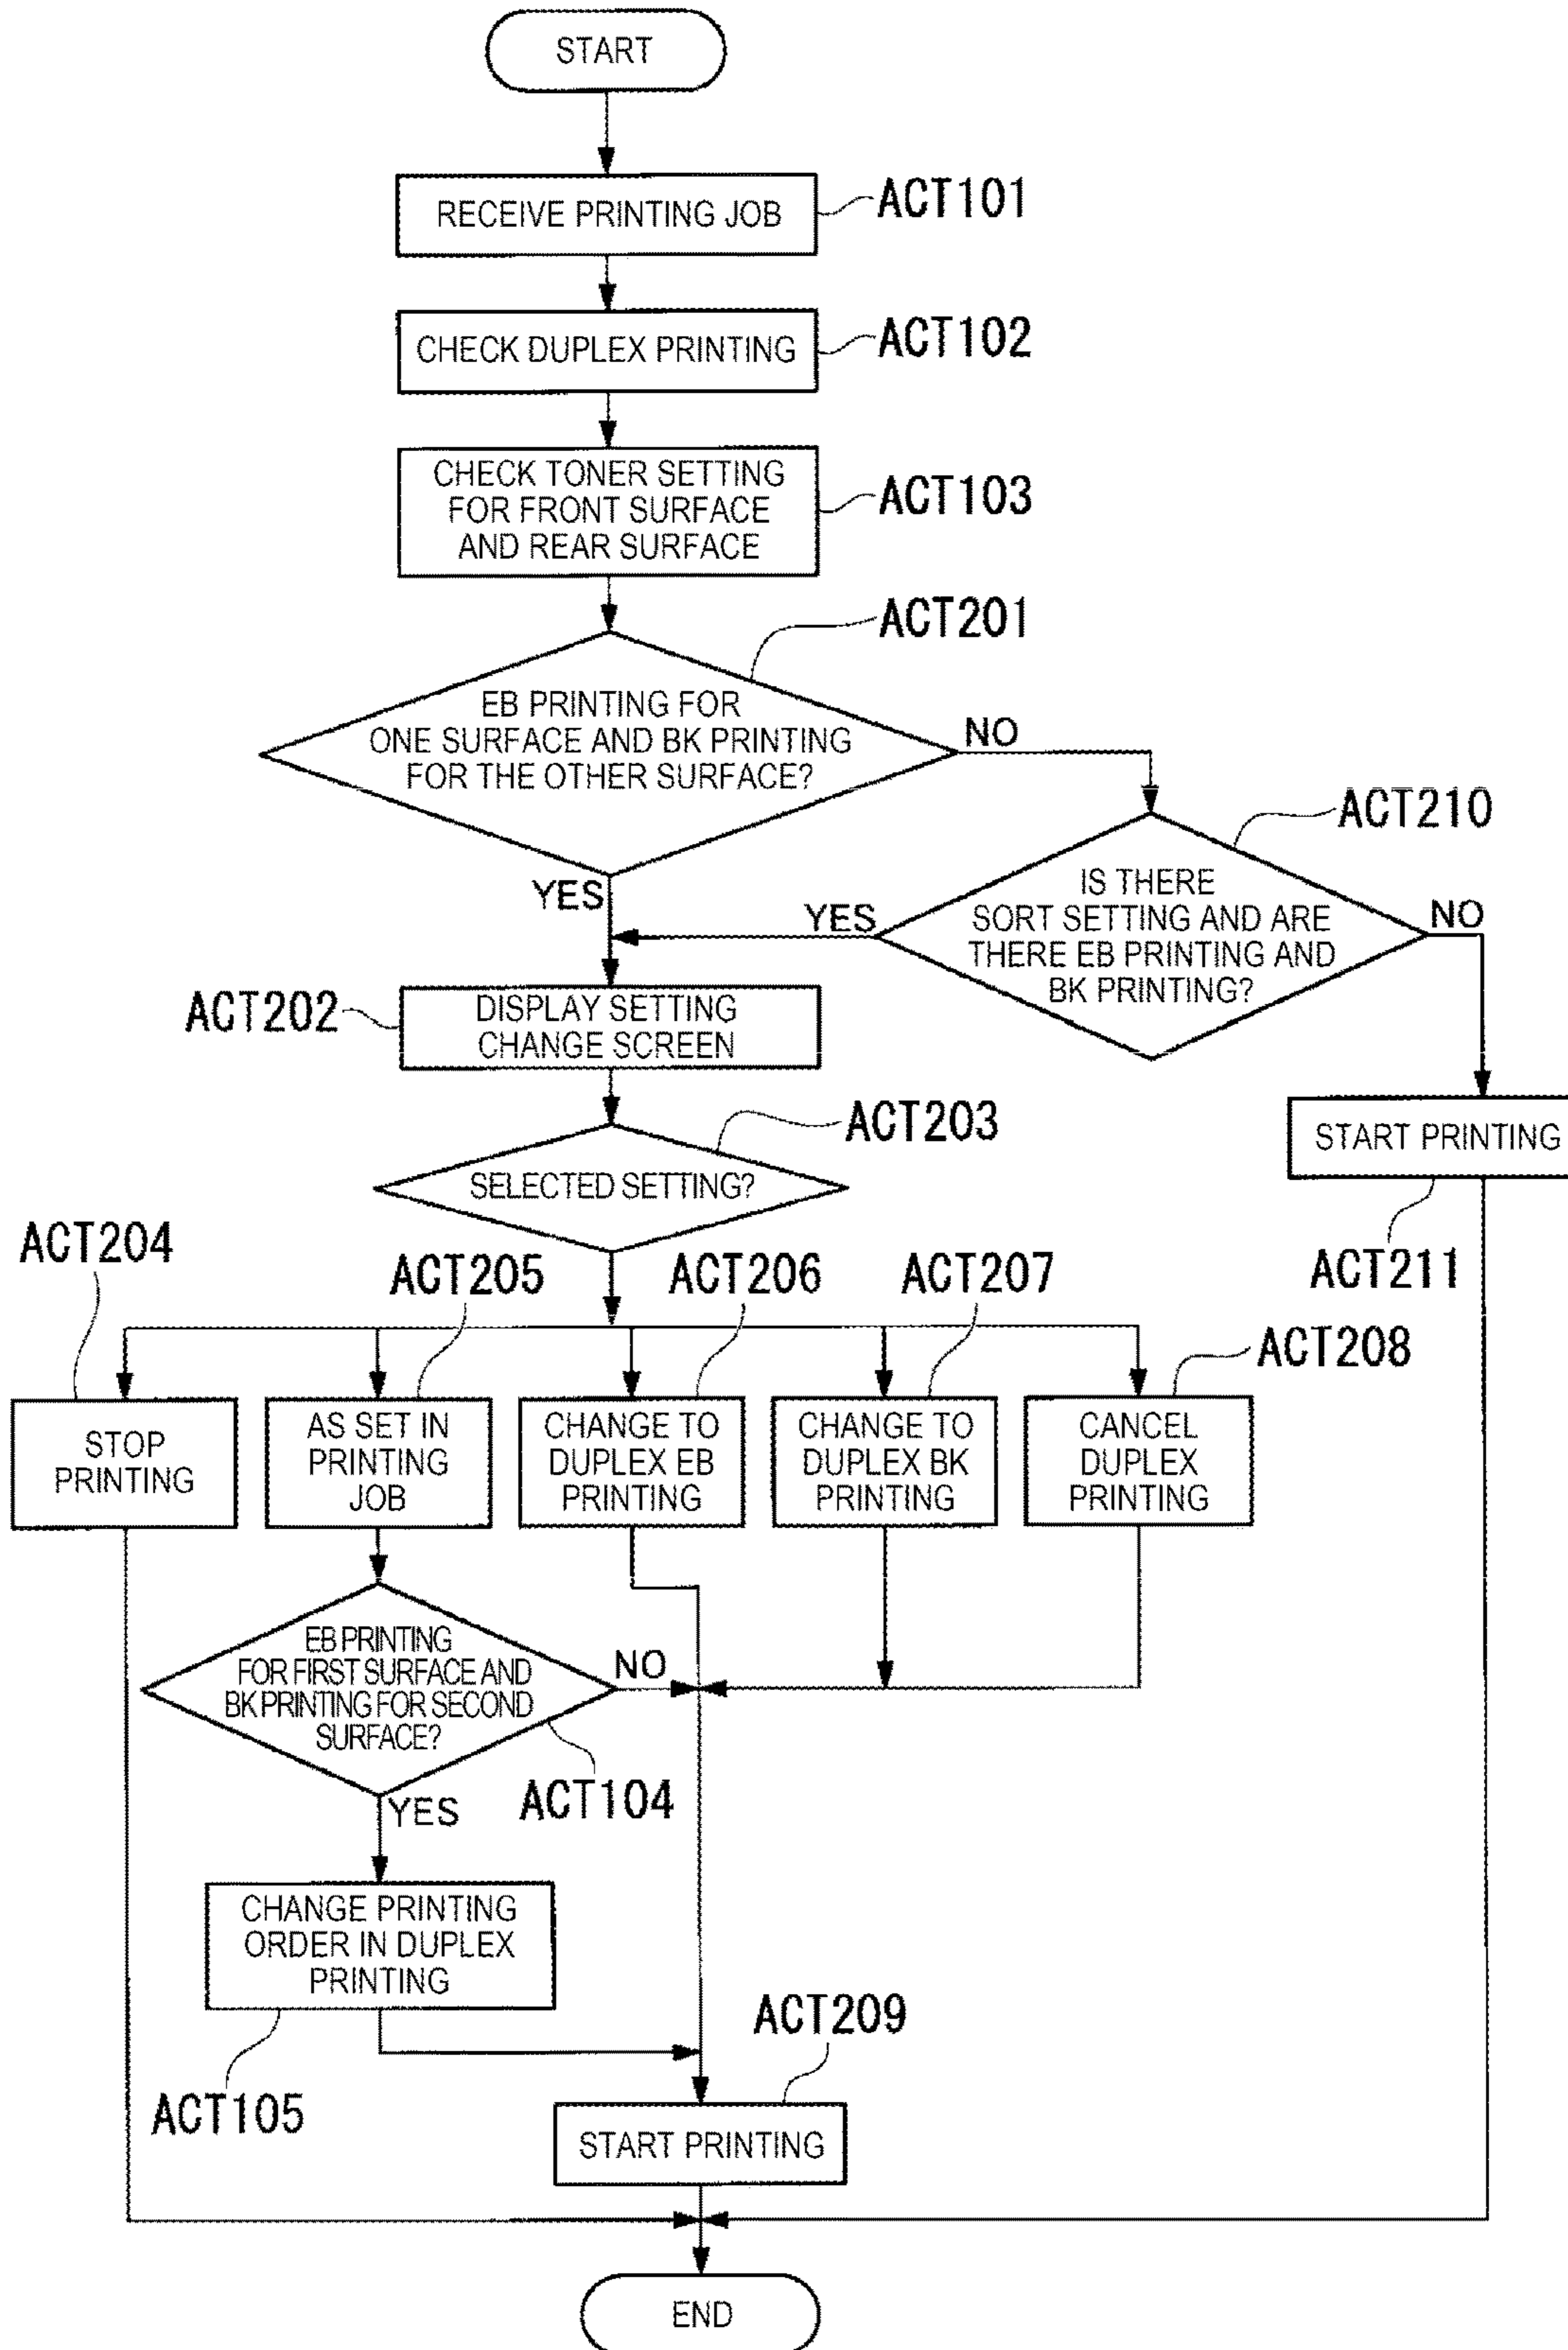 START
RECEIVE PRINTING JOB
ACT101
CHECK DUPLEX PRINTING
ACT102
CHECK TONER SETTING
FOR FRONT SURFACE
AND REAR SURFACE
ACT103
ACT201
EB PRINTING FOR
ONE SURFACE AND BK PRINTING
FOR THE OTHER SURFACE?
NO
YES
ACT210
IS THERE
SORT SETTING AND ARE
THERE EB PRINTING AND
BK PRINTING?
YES
NO
ACT202
DISPLAY SETTING
CHANGE SCREEN
ACT203
SELECTED SETTING?
START PRINTING
ACT211
ACT204
ACT205
ACT206
ACT207
ACT208
STOP
PRINTING
AS SET IN
PRINTING
JOB
CHANGE TO
DUPLEX EB
PRINTING
CHANGE TO
DUPLEX BK
PRINTING
CANCEL
DUPLEX
PRINTING
EB PRINTING
FOR FIRST SURFACE AND
BK PRINTING FOR SECOND
SURFACE?
NO
ACT104
YES
CHANGE PRINTING
ORDER IN DUPLEX
PRINTING
ACT105
ACT209
START PRINTING
END